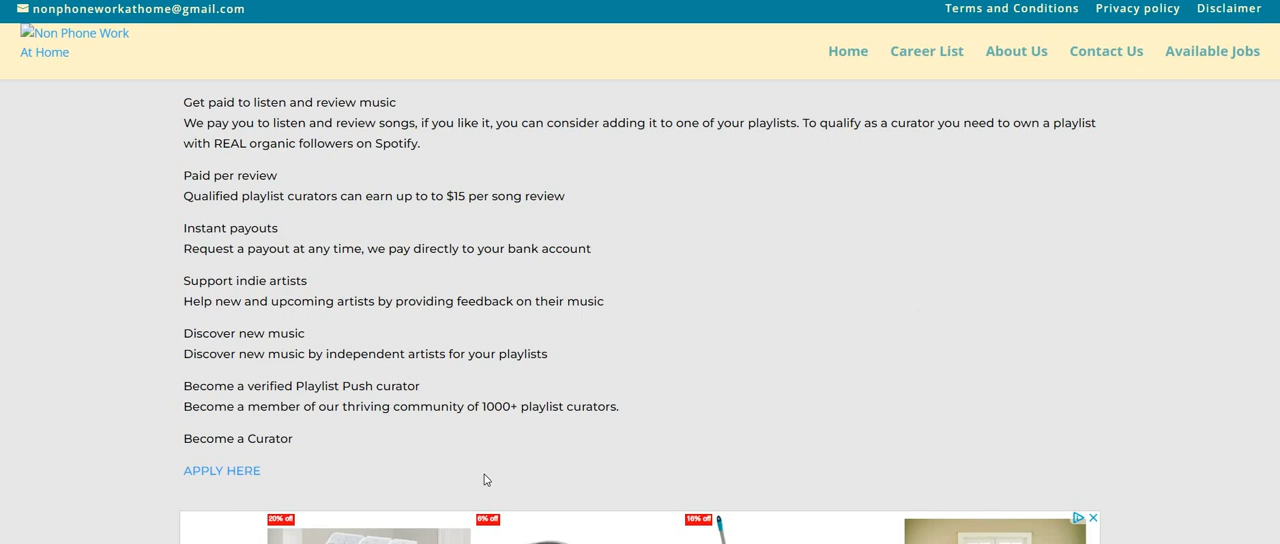 nonphoneworkathome@gmail.com
Terms and Conditions Privacy policy Disclaimer
Non Phone Work
At Home
Home Career List About Us Contact Us Available Jobs
Get paid to listen and review music
We pay you to listen and review songs, if you like it, you can consider adding it to one of your playlists. To qualify as a curator you need to own a playlist
with REAL organic followers on Spotify.
Paid per review
Qualified playlist curators can earn up to to $15 per song review
Instant payouts
Request a payout at any time, we pay directly to your bank account
Support indie artists
Help new and upcoming artists by providing feedback on their music
Discover new music
Discover new music by independent artists for your playlists
Become a verified Playlist Push curator
Become a member of our thriving community of 1000+ playlist curators.
Become a Curator
APPLY HERE
20% off 6% off 16% off